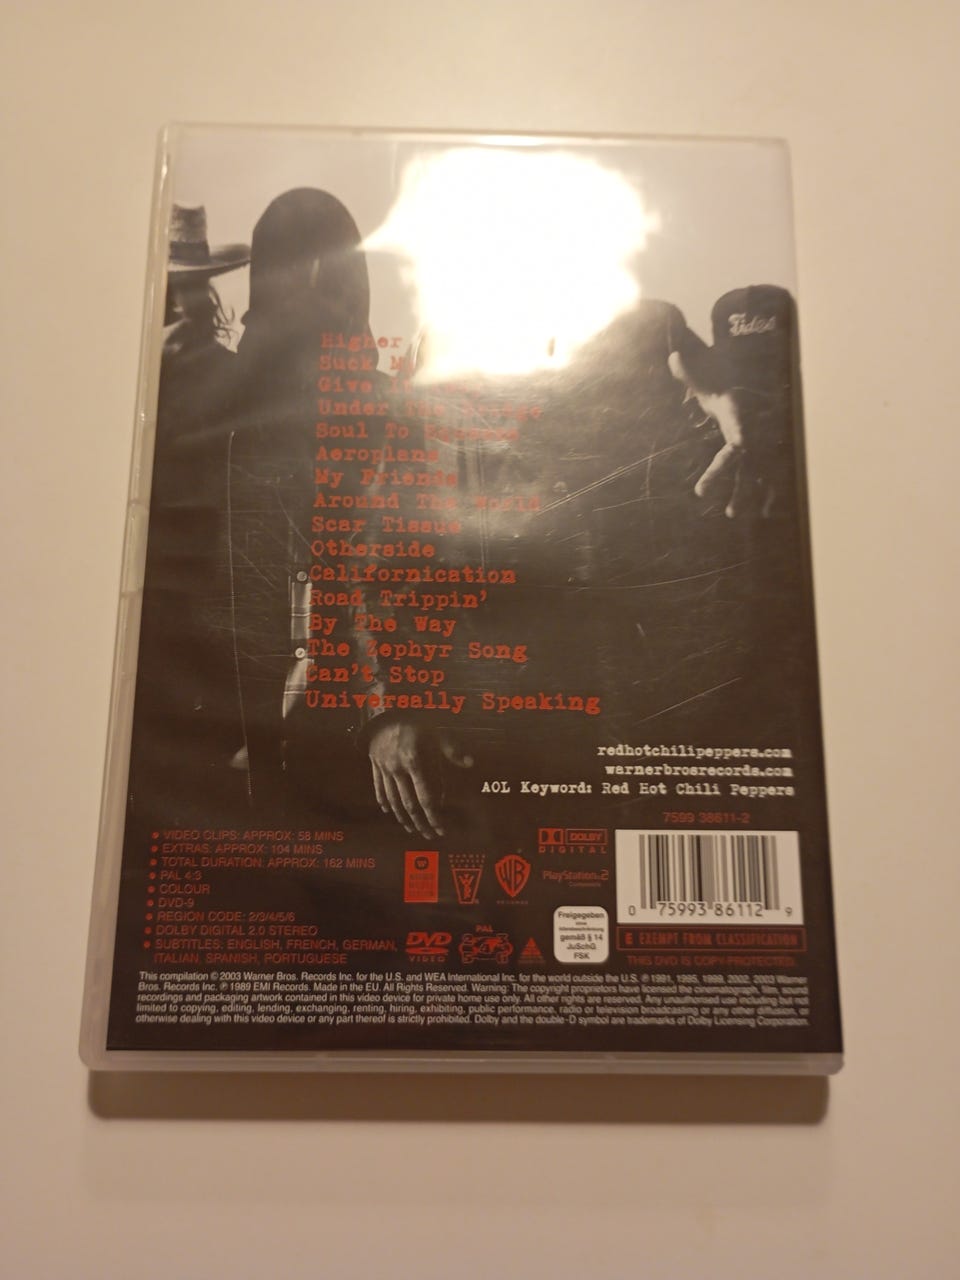 Higher
Suck My
Give It
Under The Bridge
Soul To Squeeze
Aeroplane
My Friends
Around The World
Scar Tissue
Otherside
Californication
Road Trippin'
By The Way
The Zephyr Song
Can't Stop
Universally Speaking
redhotchilipeppers.com
warnerbrosrecords.com
AOL Keyword: Red Hot Chili Peppers
7599 38611-2
• VIDEO CLIPS: APPROX: 58 MINS
• EXTRAS: APPROX: 104 MINS
• TOTAL DURATION: APPROX: 162 MINS
• PAL 4:3
• COLOUR
• DVD-9
• REGION CODE: 2/3/4/5/6
• DOLBY DIGITAL 2.0 STEREO
• SUBTITLES: ENGLISH, FRENCH, GERMAN,
ITALIAN, SPANISH, PORTUGUESE
DOLBY
DIGITAL
PlayStation 2
WB
RECORDS
DVD
VIDEO
PAL
Freigegeben
ohne
Altersbeschränkung
gemäß § 14
JuSchG
FSK
0 75993 86112 9
E EXEMPT FROM CLASSIFICATION
THIS DVD IS COPY-PROTECTED.
This compilation © 2003 Warner Bros. Records Inc. for the U.S. and WEA International Inc. for the world outside the U.S. ℗ 1991, 1995, 1999, 2002, 2003 Warner
Bros. Records Inc. ℗ 1989 EMI Records. Made in the EU. All Rights Reserved. Warning: The copyright proprietors have licensed the cinematograph, film, sound
recordings and packaging artwork contained in this video device for private home use only. All other rights are reserved. Any unauthorised use including but not
limited to copying, editing, lending, exchanging, renting, hiring, exhibiting, public performance, radio or television broadcasting or any other diffusion, or
otherwise dealing with this video device or any part thereof is strictly prohibited. Dolby and the double-D symbol are trademarks of Dolby Licensing Corporation.